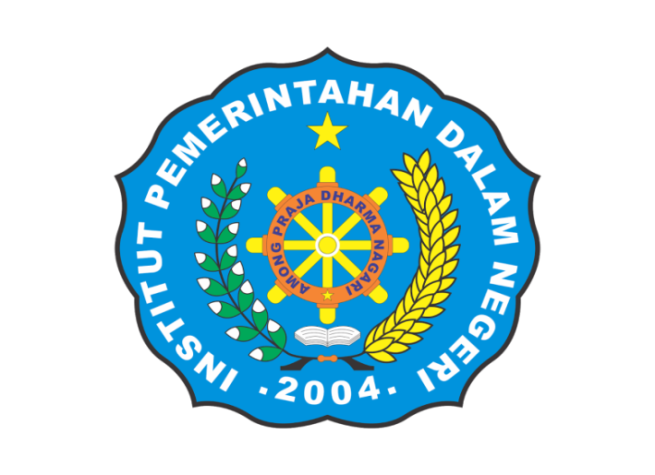 INSTITUT PEMERINTAHAN DALAM NEGERI
AMONG PRAJA DHARMA NAGARI
.2004.